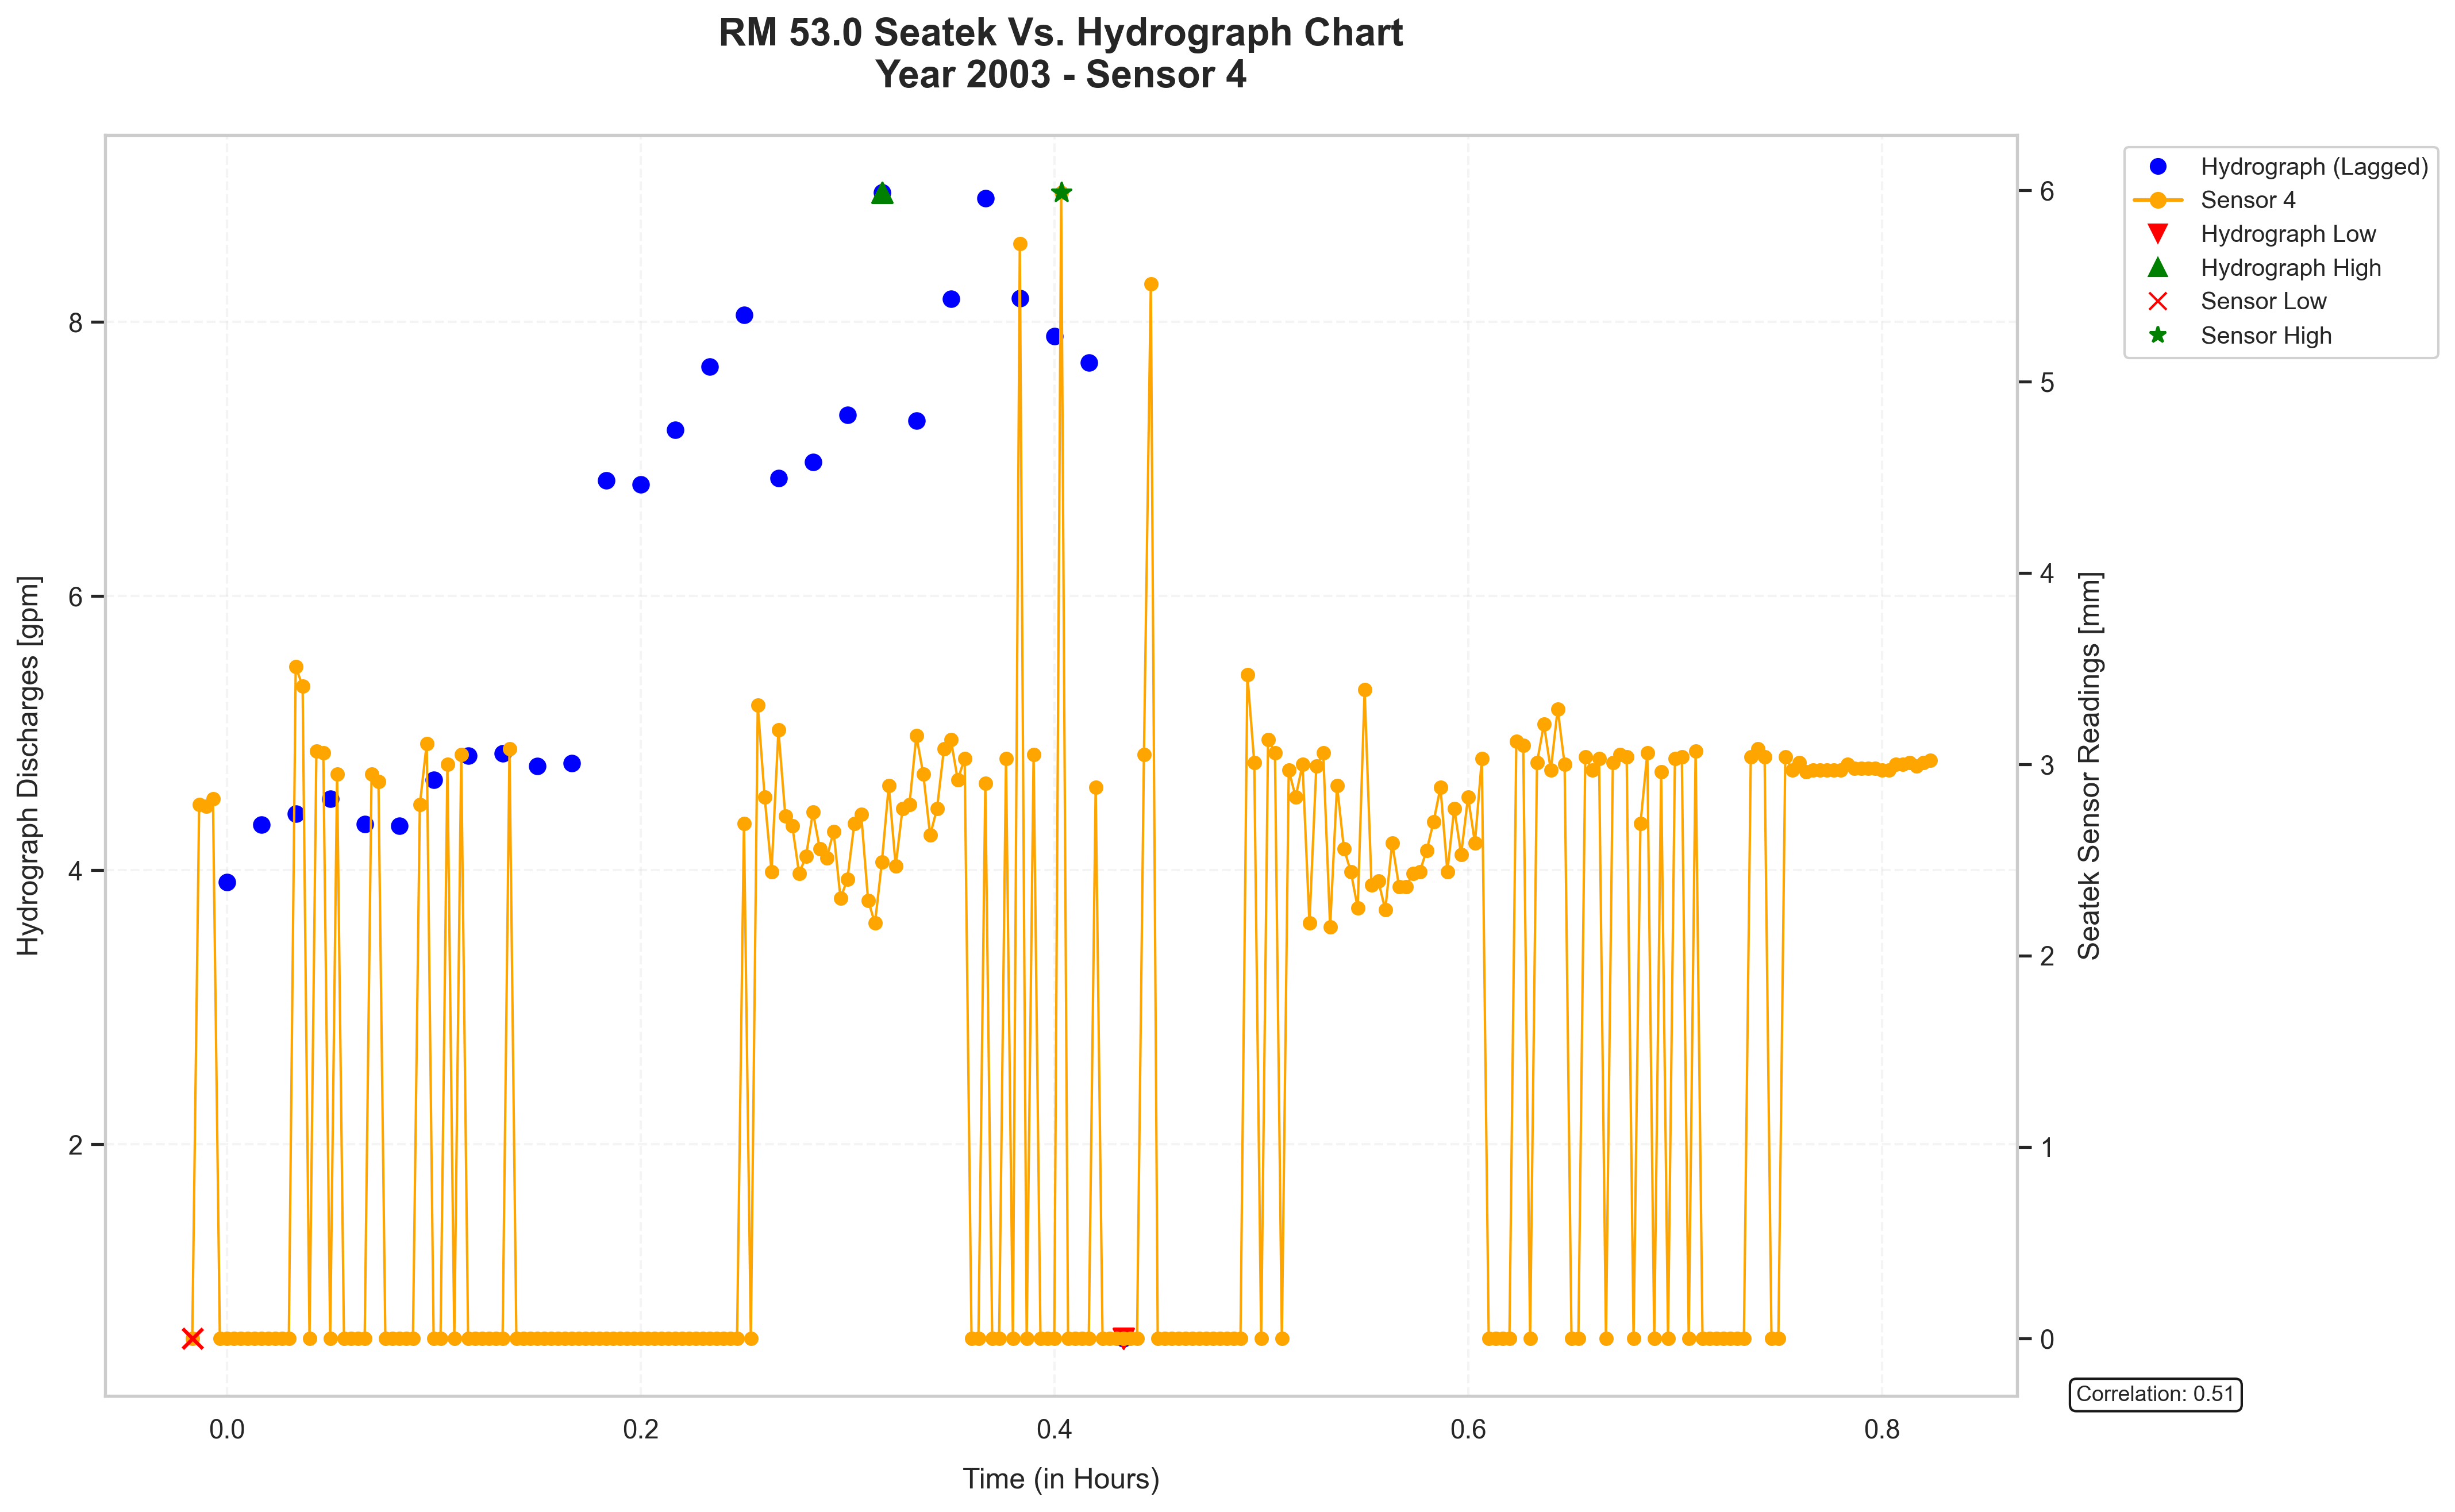 RM 53.0 Seatek Vs. Hydrograph Chart
Year 2003 - Sensor 4
Hydrograph (Lagged)
Sensor 4
Hydrograph Low
Hydrograph High
Sensor Low
Sensor High
Hydrograph Discharges [gpm]
8
6
4
2
Seatek Sensor Readings [mm]
6
5
4
3
2
1
0
Correlation: 0.51
0.0 0.2 0.4 0.6 0.8
Time (in Hours)